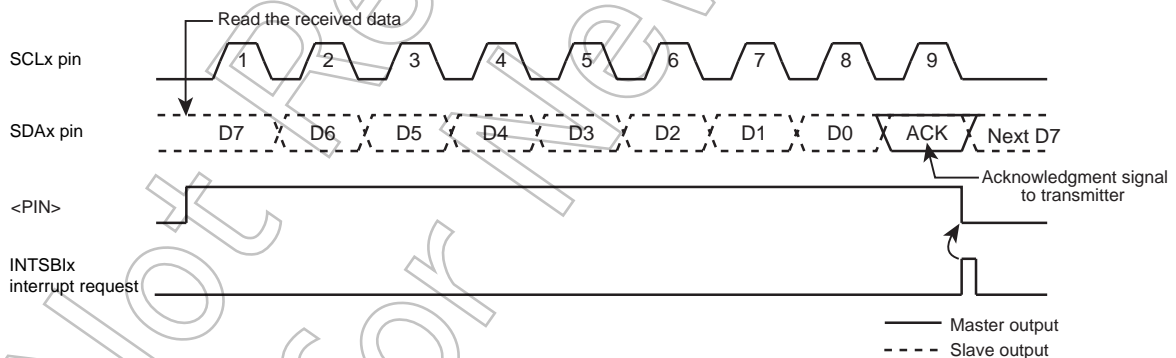 Read the received data
SCLx pin
1 2 3 4 5 6 7 8 9
SDAx pin
D7 D6 D5 D4 D3 D2 D1 D0 ACK Next D7
Acknowledgment signal
to transmitter
<PIN>
INTSBIx
interrupt request
Master output
Slave output